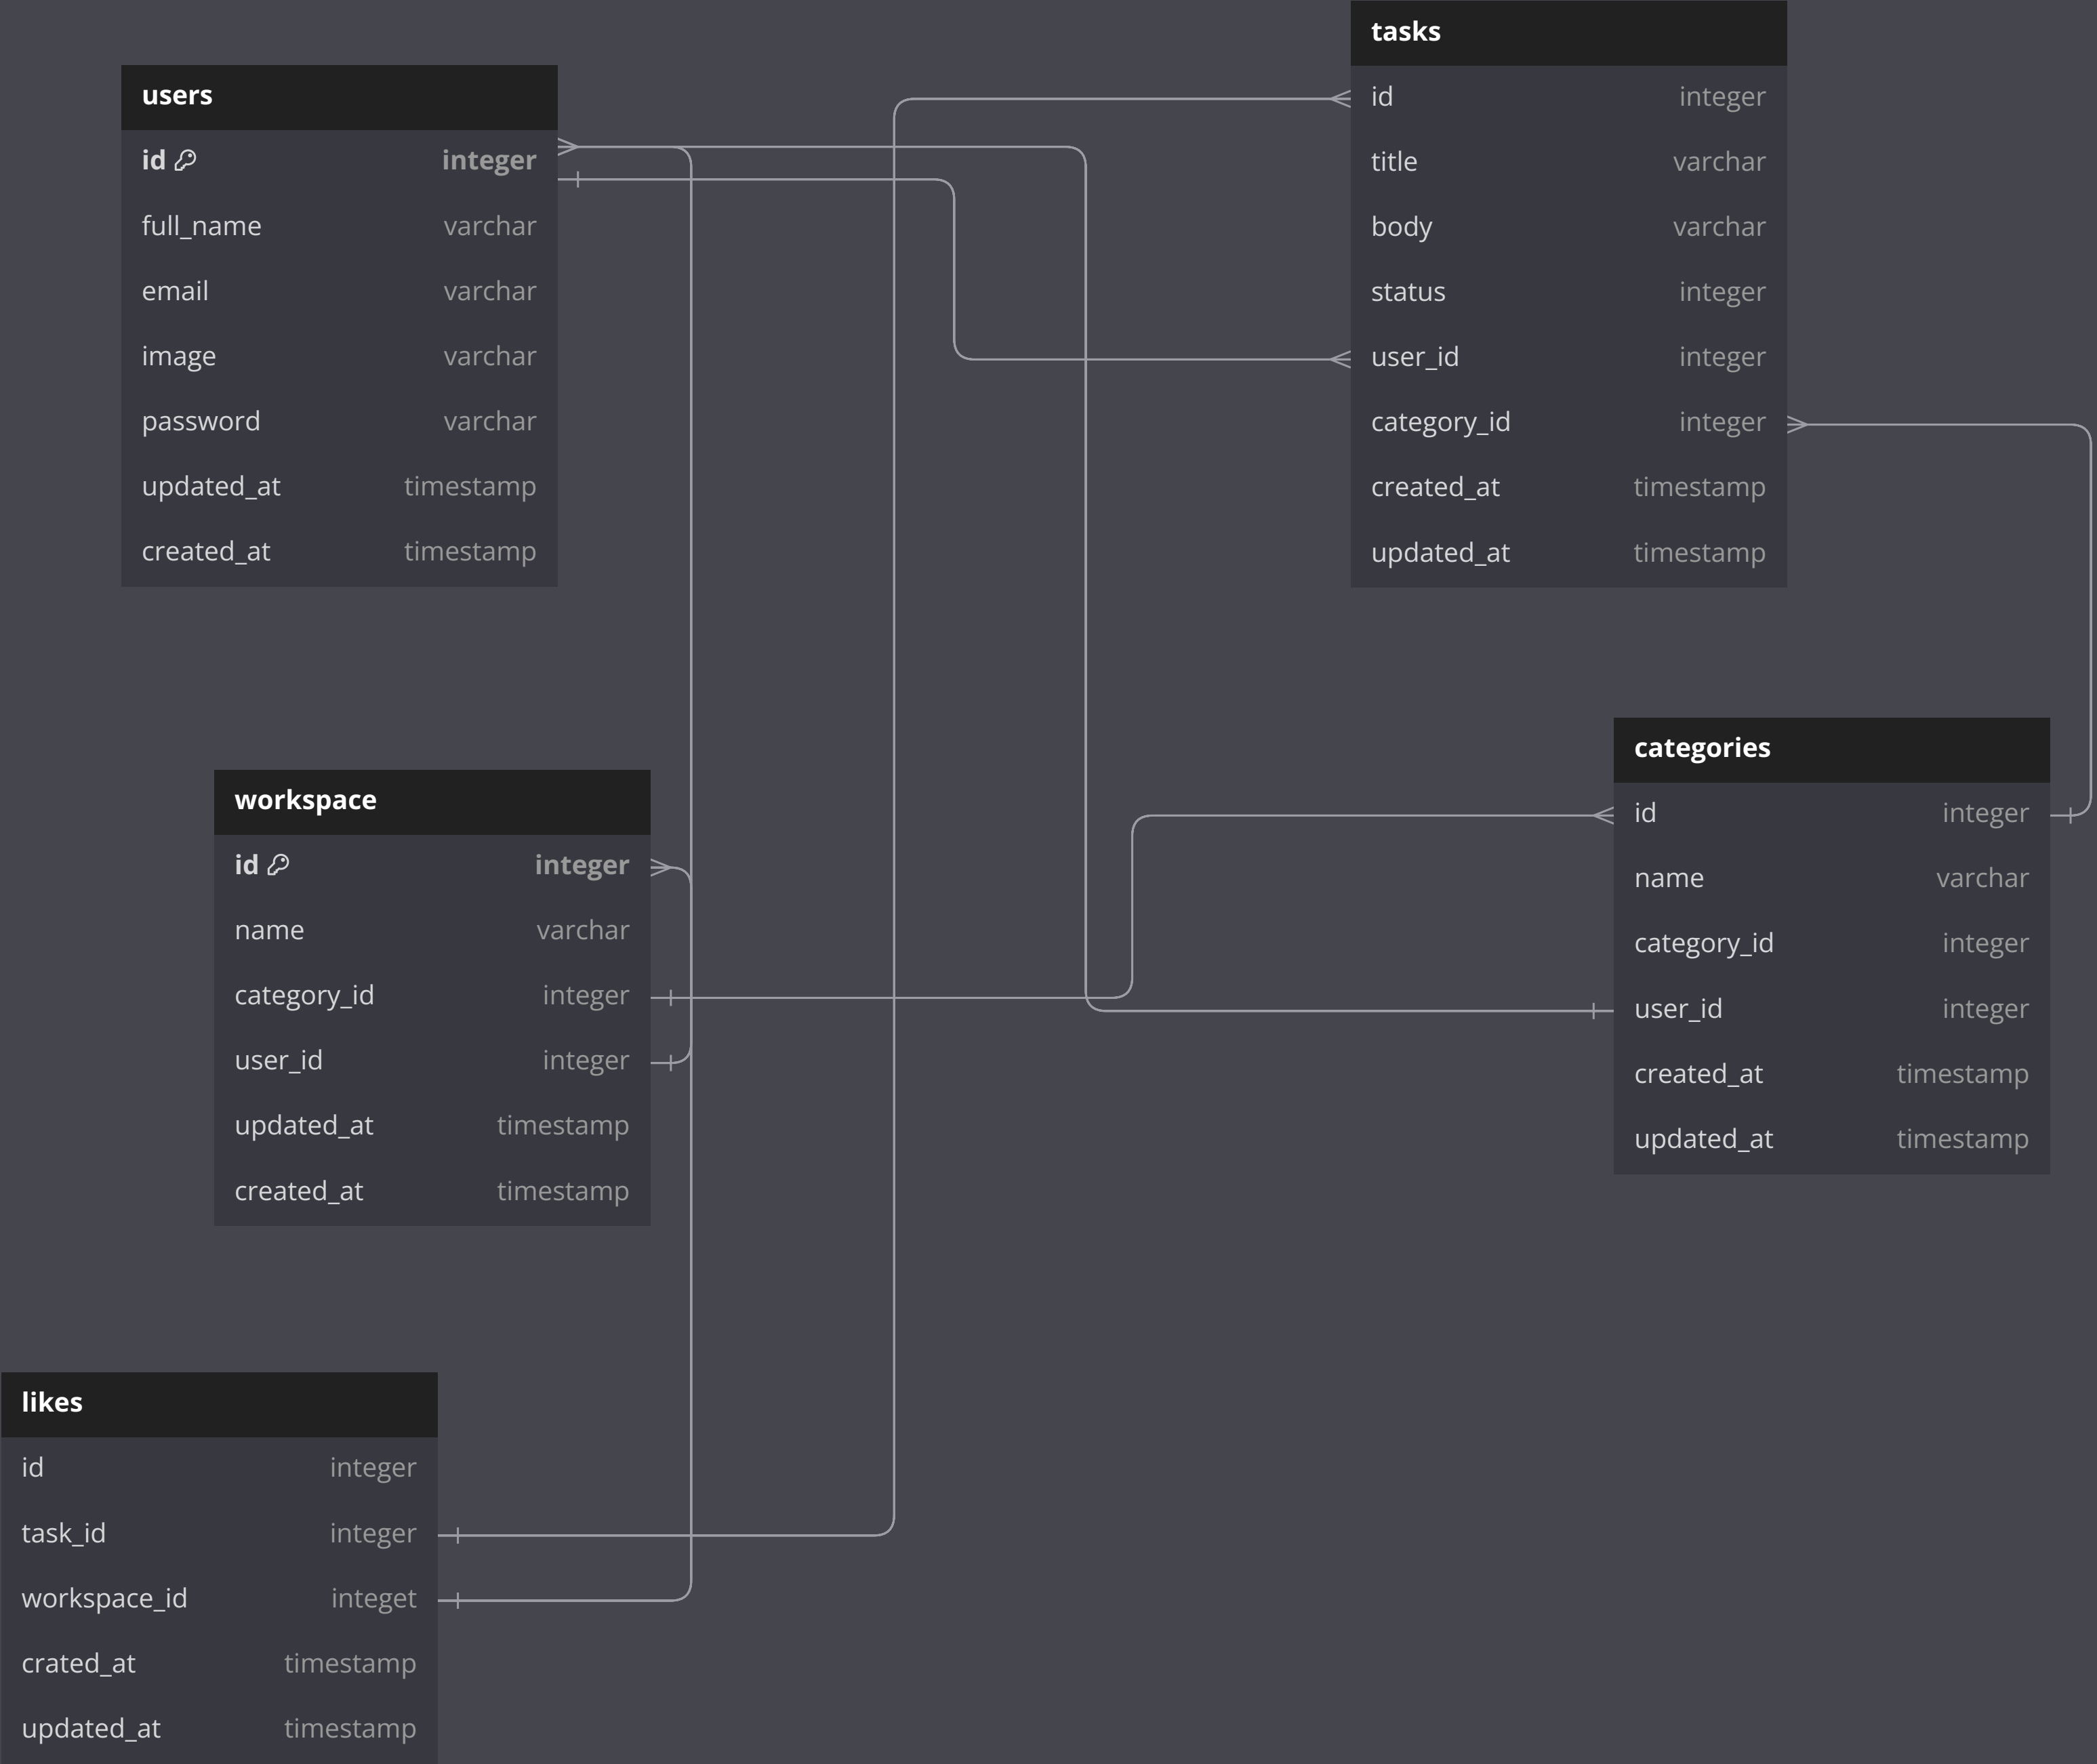 users
id integer
full_name varchar
email varchar
image varchar
password varchar
updated_at timestamp
created_at timestamp
tasks
id integer
title varchar
body varchar
status integer
user_id integer
category_id integer
created_at timestamp
updated_at timestamp
workspace
id integer
name varchar
category_id integer
user_id integer
updated_at timestamp
created_at timestamp
categories
id integer
name varchar
category_id integer
user_id integer
created_at timestamp
updated_at timestamp
likes
id integer
task_id integer
workspace_id integet
crated_at timestamp
updated_at timestamp